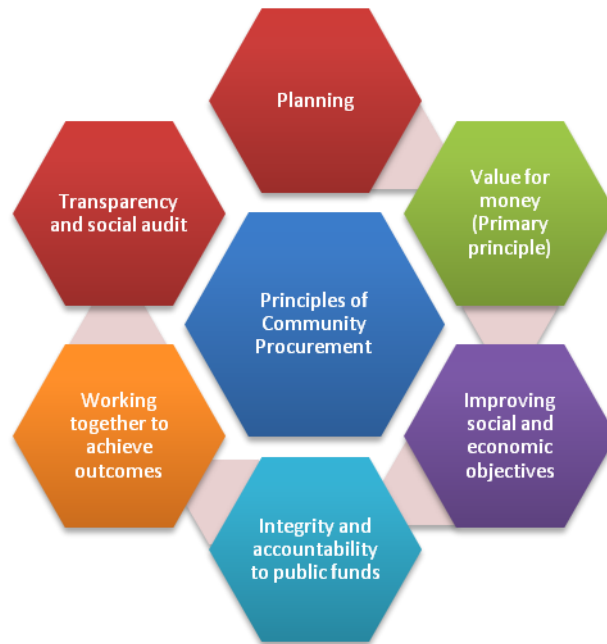 Planning
Value for
money
(Primary
principle)
Improving
social and
economic
objectives
Integrity and
accountability
to public funds
Working
together to
achieve
outcomes
Transparency
and social audit
Principles of
Community
Procurement